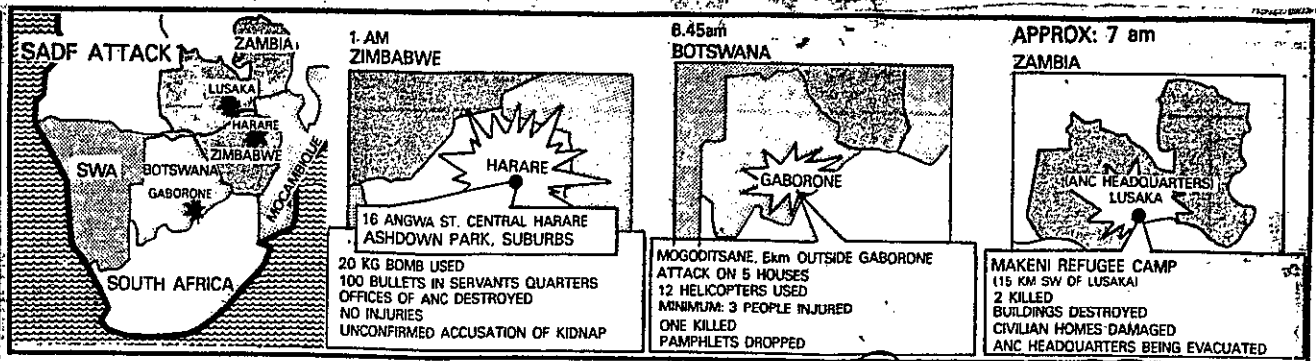 SADF ATTACK
ZAMBIA
LUSAKA
HARARE
ZIMBABWE
SWA
BOTSWANA
GABORONE
MOCAMBIQUE
SOUTH AFRICA
1. AM
ZIMBABWE
HARARE
16 ANGWA ST. CENTRAL HARARE
ASHDOWN PARK, SUBURBS
20 KG BOMB USED
100 BULLETS IN SERVANTS QUARTERS
OFFICES OF ANC DESTROYED
NO INJURIES
UNCONFIRMED ACCUSATION OF KIDNAP
6.45am
BOTSWANA
GABORONE
MOGODITSANE, OUTSIDE GABORONE
ATTACK ON 5 HOUSES
12 HELICOPTERS USED
MINIMUM: 3 PEOPLE INJURED
ONE KILLED
PAMPHLETS DROPPED
APPROX: 7 am
ZAMBIA
(ANC HEADQUARTERS)
LUSAKA
MAKENI REFUGEE CAMP
(15 KM SW OF LUSAKA)
2 KILLED
BUILDINGS DESTROYED
CIVILIAN HOMES DAMAGED
ANC HEADQUARTERS BEING EVACUATED